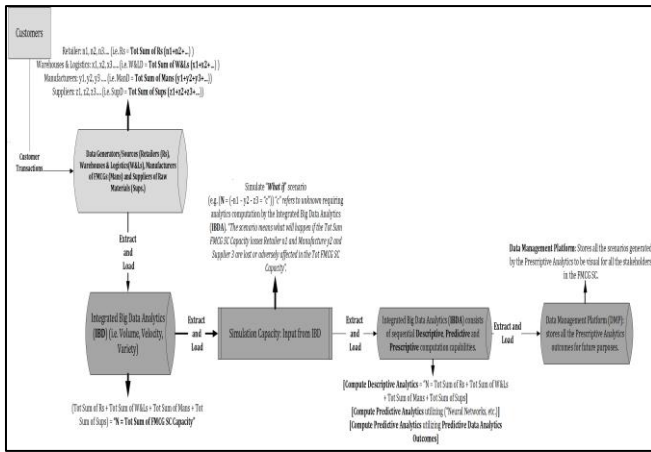 Customers
Retailer: n1, n2, n3.... (i.e. Rs = Tot Sum of Rs (n1+n2+... ) )
Warehouses & Logistics: x1, x2, x3..... (i.e. W&LD = Tot Sum of W&Ls (x1+x2+... )
Manufacturers: y1, y2, y3 .... (i.e. ManD = Tot Sum of Mans (y1+y2+y3+...))
Suppliers: z1, z2, z3.... (i.e. SupD = Tot Sum of Sups (z1+z2+z3+...))
Customer
Transactions
Data Generators/Sources (Retailers (Rs),
Warehouses & Logistics(W&Ls), Manufacturers
of FMCGs (Mans) and Suppliers of Raw
Materials (Sups.)
Extract
and
Load
Integrated Big Data Analytics
(IBD) (i.e. Volume, Velocity,
Variety)
(Tot Sum of Rs + Tot Sum of W&Ls + Tot Sum of Mans + Tot
Sum of Sups) = "N = Tot Sum of FMCG SC Capacity"
Extract
and
Load
Simulate "What if" scenario
(e.g. (N = (-n1 - y2 - z3 = "c")) "c" refers to unknown requiring
analytics computation by the Integrated Big Data Analytics
(IBDA). "The scenario means what will happen if the Tot Sum
FMCG SC Capacity losses Retailer n1 and Manufacture y2 and
Supplier 3 are lost or adversely affected in the Tot FMCG SC
Capacity".
Simulation Capacity: Input from IBD
Extract
and
Load
Integrated Big Data Analytics (IBDA) consists
of sequential Descriptive, Predictive and
Prescriptive computation capabilities.
[Compute Descriptive Analytics = "N = Tot Sum of Rs + Tot Sum of W&Ls
+ Tot Sum of Mans + Tot Sum of Sups]
[Compute Predictive Analytics utilizing ("Neural Networks, etc.)]
[Compute Predictive Analytics utilizing Predictive Data Analytics
Outcomes]
Extract and
Load
Data Management Platform: Stores all the scenarios generated
by the Prescriptive Analytics to be visual for all the stakeholders
in the FMCG SC.
Data Management Platform (DMP):
stores all the Prescriptive Analytics
outcomes for future purposes.